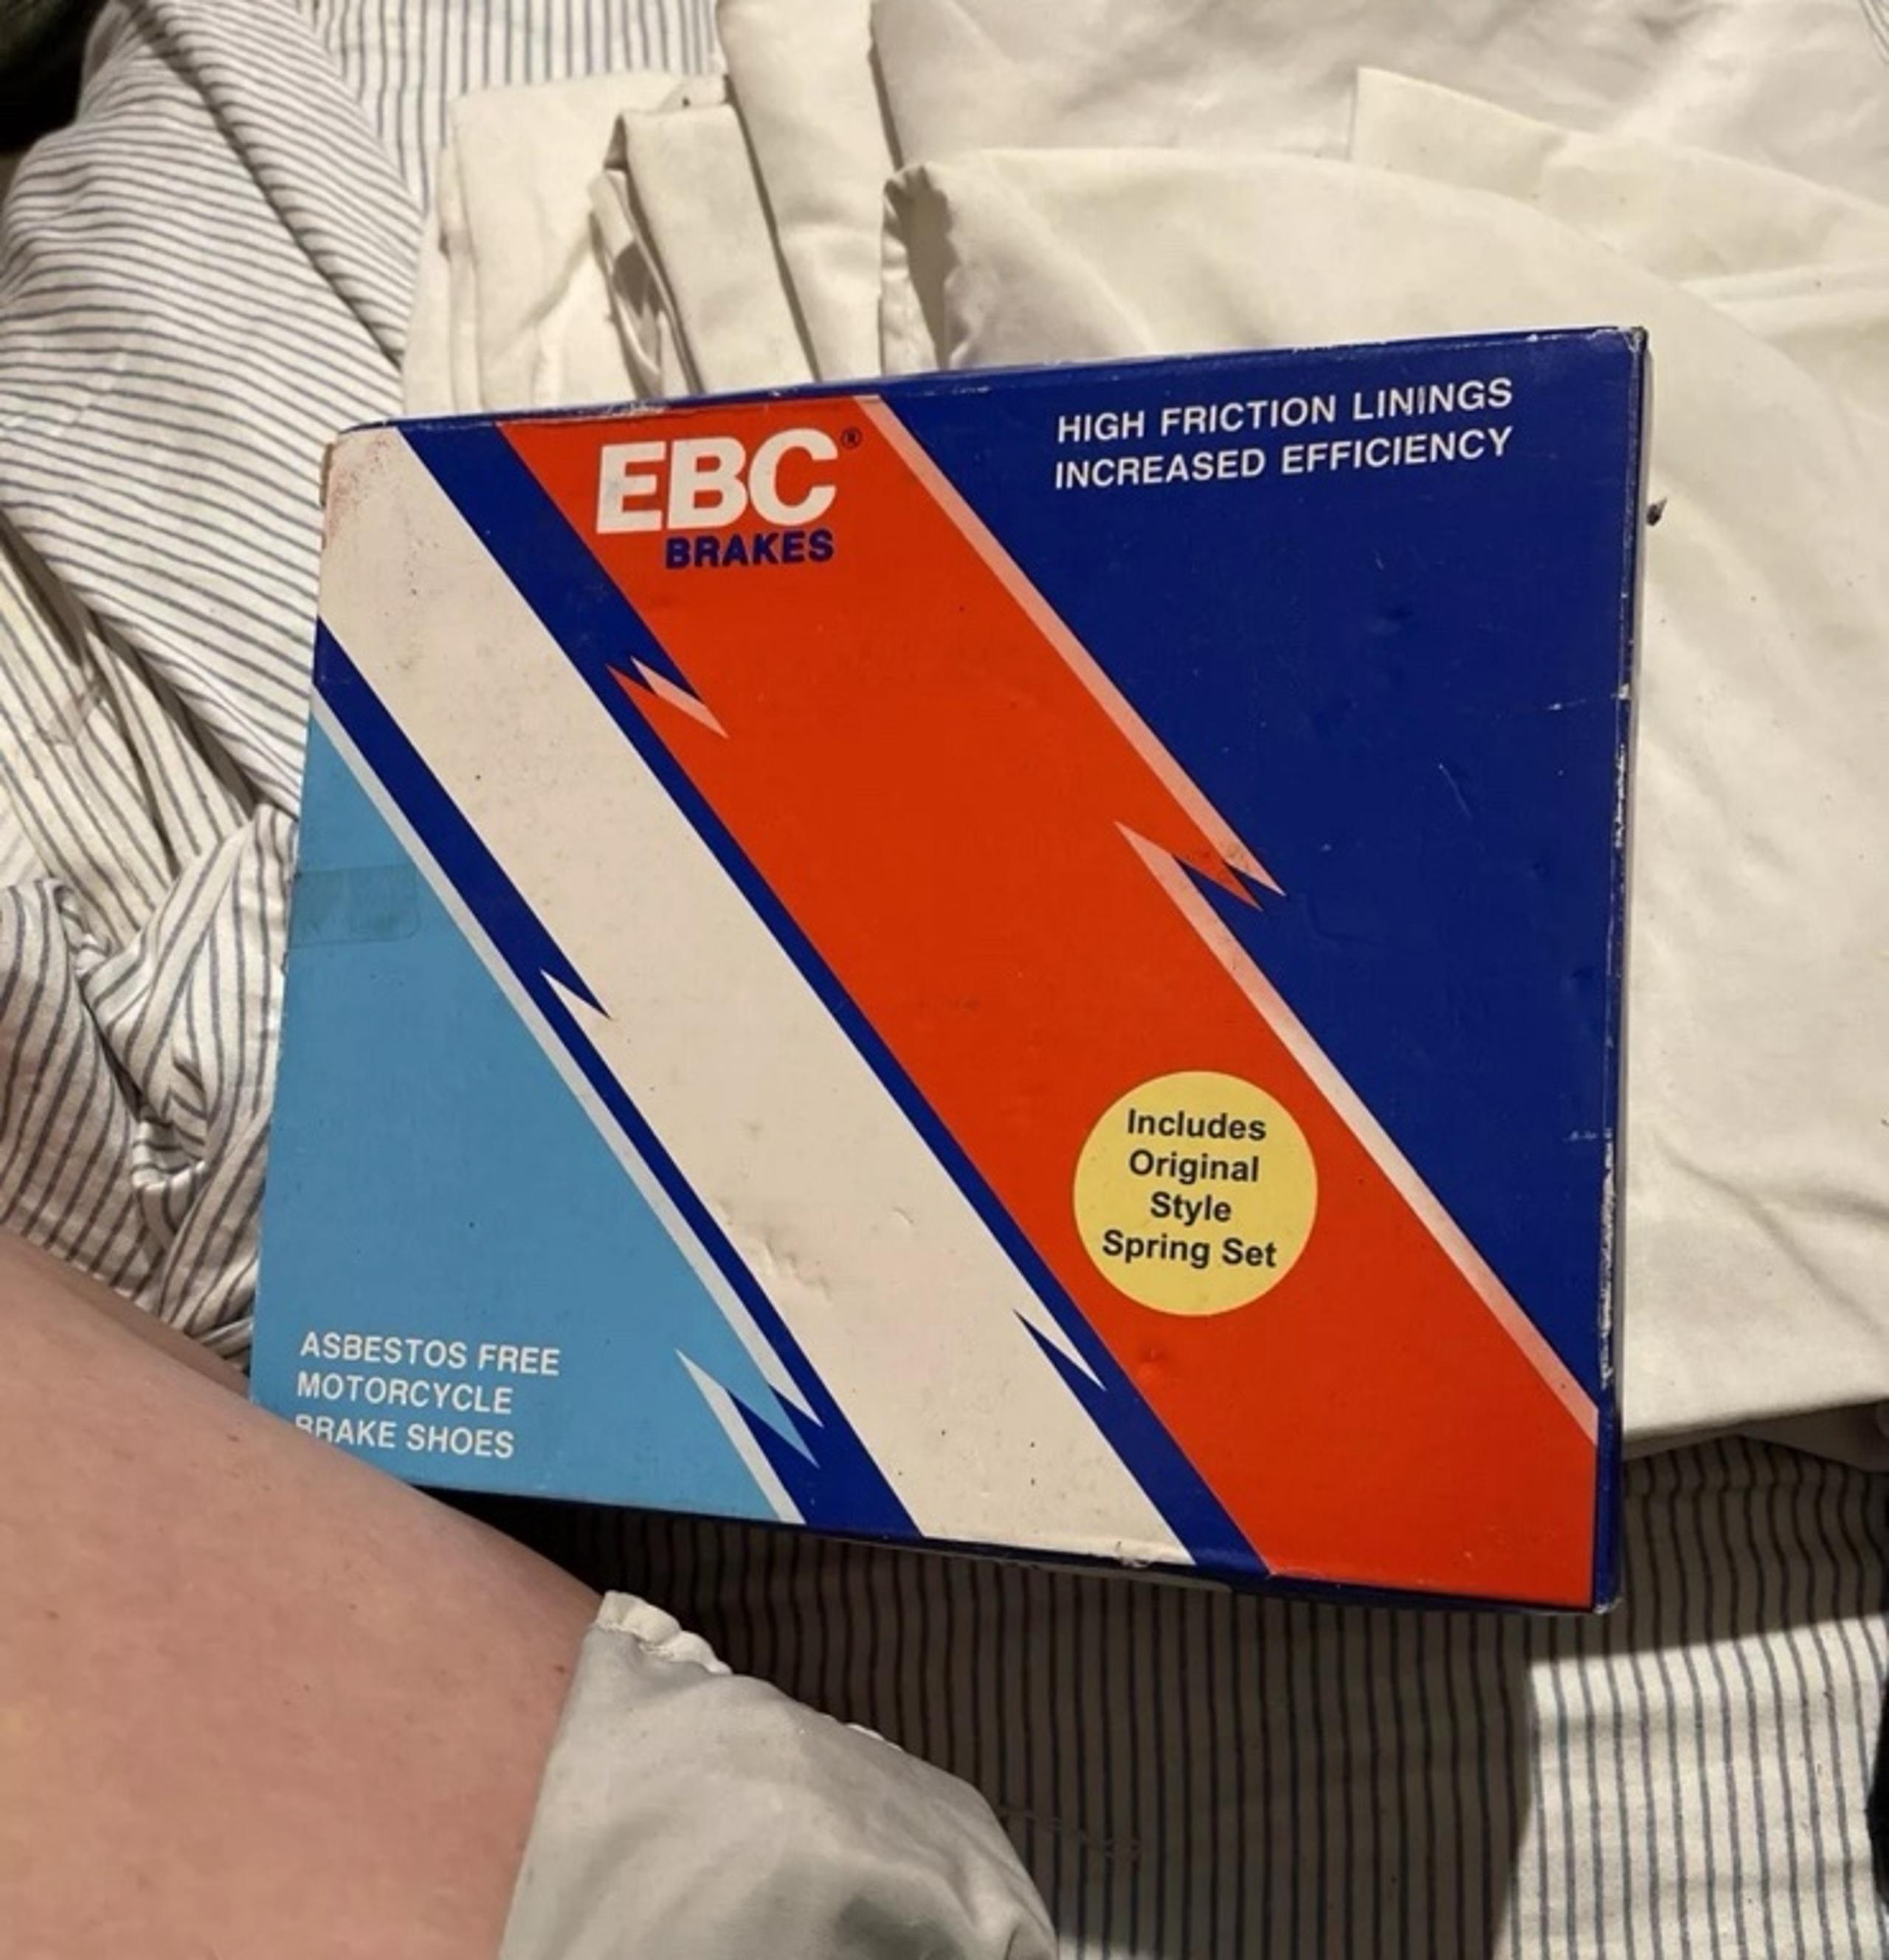 EBC®
BRAKES
HIGH FRICTION LININGS
INCREASED EFFICIENCY
Includes
Original
Style
Spring Set
ASBESTOS FREE
MOTORCYCLE
BRAKE SHOES